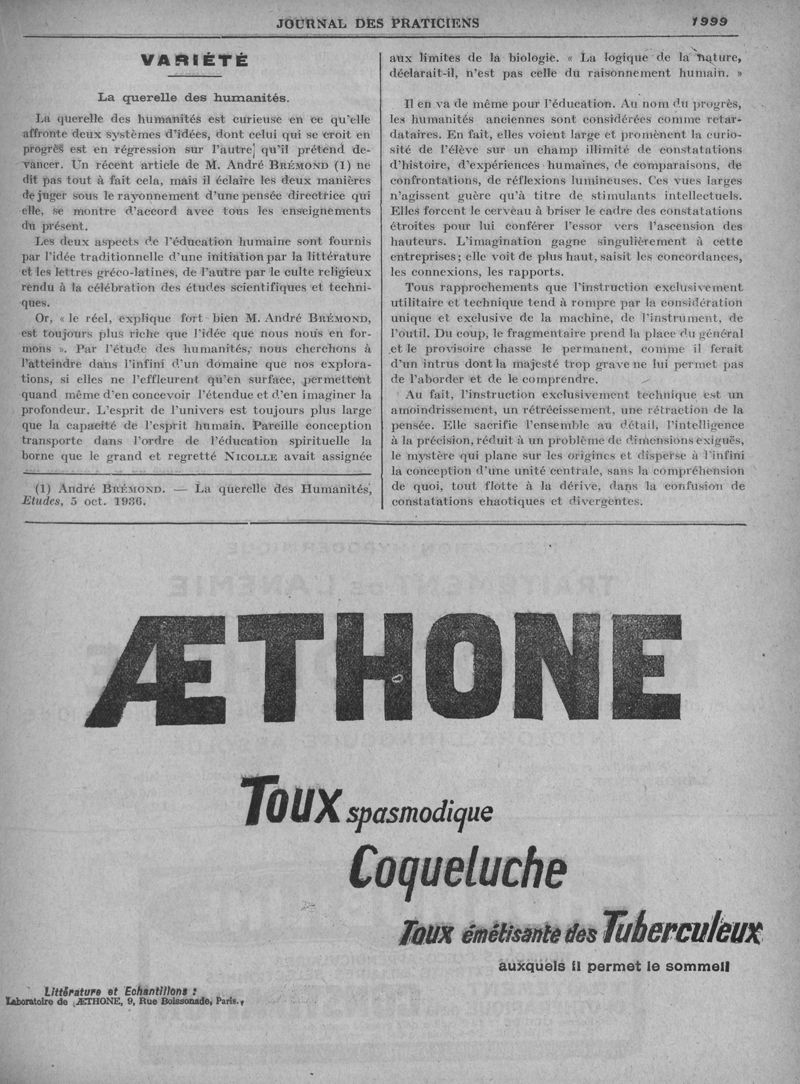 JOURNAL DES PRATICIENS 1999
VARIÉTÉ
La querelle des humanités.
La querelle des humanités est curieuse en ce qu'elle
affronte deux systèmes d'idées, dont celui qui se croit en
progrès est en régression sur l'autre qu'il prétend de-
vancer. Un récent article de M. André BRÉMOND (1) ne
dit pas tout à fait cela, mais il éclaire les deux manières
de juger sous le rayonnement d'une pensée directrice qui
elle, se montre d'accord avec tous les enseignements
du présent.
Les deux aspects de l'éducation humaine sont fournis
par l'idée traditionnelle d'une initiation par la littérature
et les lettres gréco-latines, de l'autre par le culte religieux
rendu à la célébration des études scientifiques et techni-
ques.
Or, « le réel, explique fort bien M. André BRÉMOND,
est toujours plus riche que l'idée que nous nous en for-
mons ». Par l'étude des humanités, nous cherchons à
l'atteindre dans l'infini d'un domaine que nos explora-
tions, si elles ne l'effleurent qu'en surface, permettent
quand même d'en concevoir l'étendue et d'en imaginer la
profondeur. L'esprit de l'univers est toujours plus large
que la capacité de l'esprit humain. Pareille conception
transporte dans l'ordre de l'éducation spirituelle la
borne que le grand et regretté NICOLLE avait assignée
(1) André BRÉMOND. — La querelle des Humanités,
Etudes, 5 oct. 1936.
aux limites de la biologie. « La logique de la nature,
déclarait-il, n'est pas celle du raisonnement humain. »
Il en va de même pour l'éducation. Au nom du progrès,
les humanités anciennes sont considérées comme retar-
dataires. En fait, elles voient large et promènent la curio-
sité de l'élève sur un champ illimité de constatations
d'histoire, d'expériences humaines, de comparaisons, de
confrontations, de réflexions lumineuses. Ces vues larges
n'agissent guère qu'à titre de stimulants intellectuels.
Elles forcent le cerveau à briser le cadre des constatations
étroites pour lui conférer l'essor vers l'ascension des
hauteurs. L'imagination gagne singulièrement à cette
entreprises; elle voit de plus haut, saisit les concordances,
les connexions, les rapports.
Tous rapprochements que l'instruction exclusivement
utilitaire et technique tend à rompre par la considération
unique et exclusive de la machine, de l'instrument, de
l'outil. Du coup, le fragmentaire prend la place du général
et le provisoire chasse le permanent, comme il ferait
d'un intrus dont la majesté trop grave ne lui permet pas
de l'aborder et de le comprendre.
Au fait, l'instruction exclusivement technique est un
amoindrissement, un rétrécissement, une rétraction de la
pensée. Elle sacrifie l'ensemble au détail, l'intelligence
à la précision, réduit à un problème de dimensions exiguës,
le mystère qui plane sur les origines et disperse à l'infini
la conception d'une unité centrale, sans la compréhension
de quoi, tout flotte à la dérive, dans la confusion de
constatations chaotiques et divergentes.
ÆTHONE
Toux spasmodique
Coqueluche
Toux émétisante des Tuberculeux
auxquels il permet le sommeil
Littérature et Echantillons :
Laboratoire de ÆTHONE, 9, Rue Boissonade, Paris.